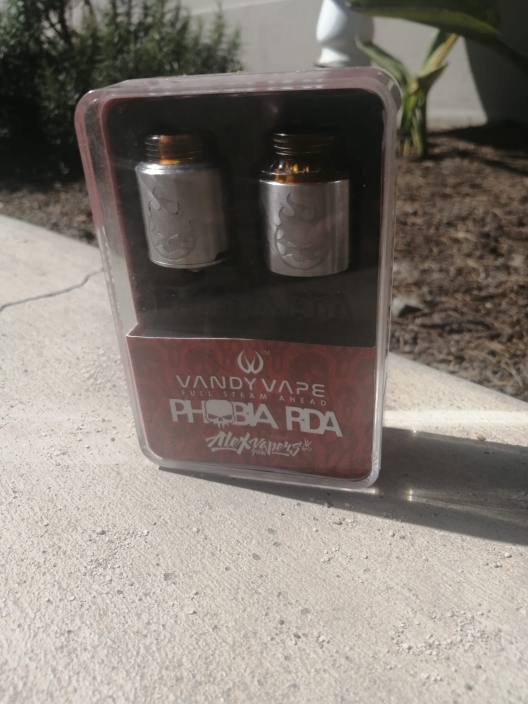 VANDY VAPE
FULL STEAM AHEAD
PHOBIA RDA
Alexvapers